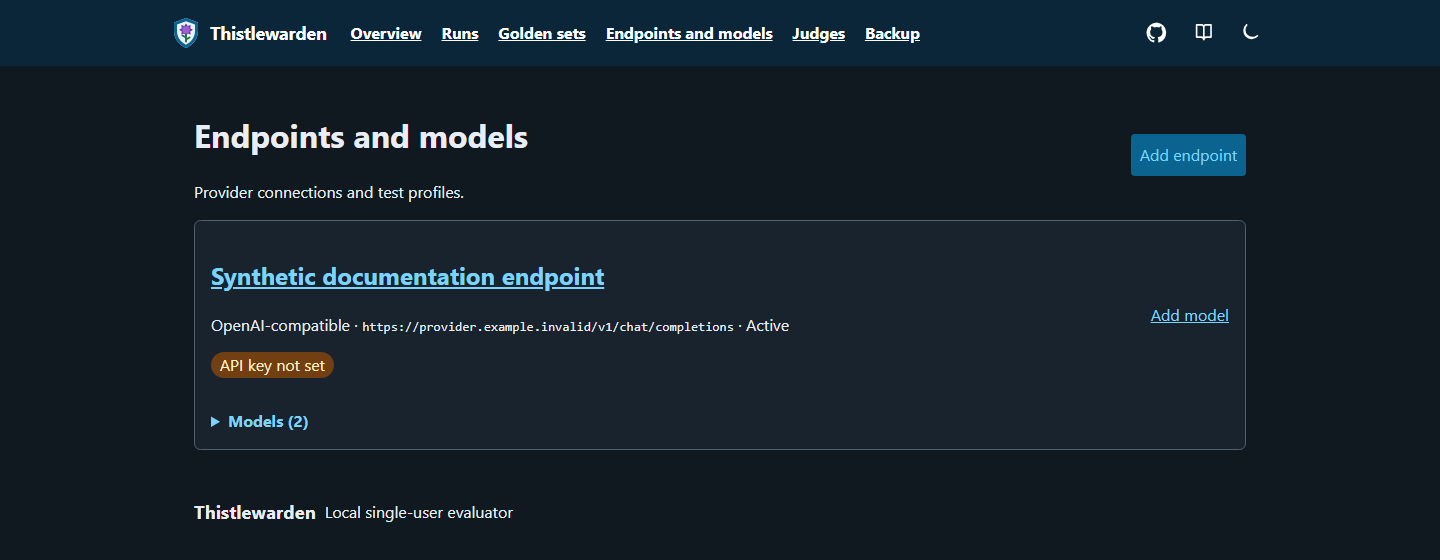 Thistlewarden Overview Runs Golden sets Endpoints and models Judges Backup
Endpoints and models
Add endpoint
Provider connections and test profiles.
Synthetic documentation endpoint
OpenAI-compatible · https://provider.example.invalid/v1/chat/completions · Active
Add model
API key not set
Models (2)
Thistlewarden Local single-user evaluator